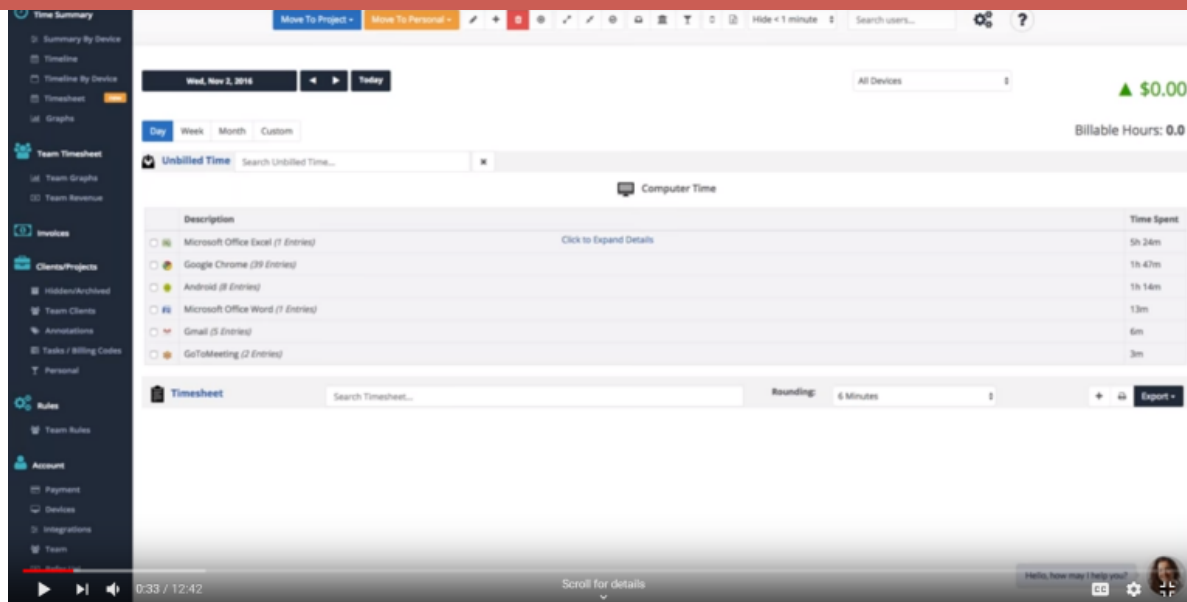 Time Summary
Summary By Device
Timeline
Timeline By Device
Timesheet
Graphs
Team Timesheet
Team Graphs
Team Revenue
Invoices
Clients/Projects
Hidden/Archived
Team Clients
Annotations
Tasks / Billing Codes
Personal
Rules
Team Rules
Account
Payment
Devices
Integrations
Team
Move To Project Move To Personal Hide < 1 minute Search users... ?
Wed, Nov 2, 2016 Today All Devices
$0.00
Day Week Month Custom Billable Hours: 0.0
Unbilled Time Search Unbilled Time...
Computer Time
Description Time Spent
Microsoft Office Excel (1 Entries) Click to Expand Details 5h 24m
Google Chrome (39 Entries) 1h 47m
Android (8 Entries) 1h 14m
Microsoft Office Word (1 Entries) 13m
Gmail (5 Entries) 6m
GoToMeeting (2 Entries) 3m
Timesheet Search Timesheet... Rounding: 6 Minutes Export
Hello, how may I help you?
0:33 / 12:42 Scroll for details CC